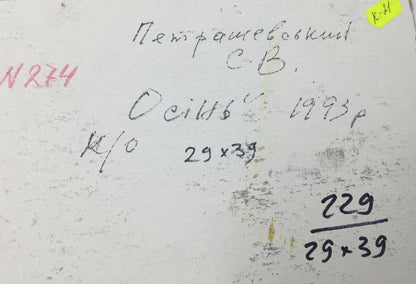 к-н
Петрашевський
С.В.
N274
Осінь" 1993р
к/о 29×39
229
29×39